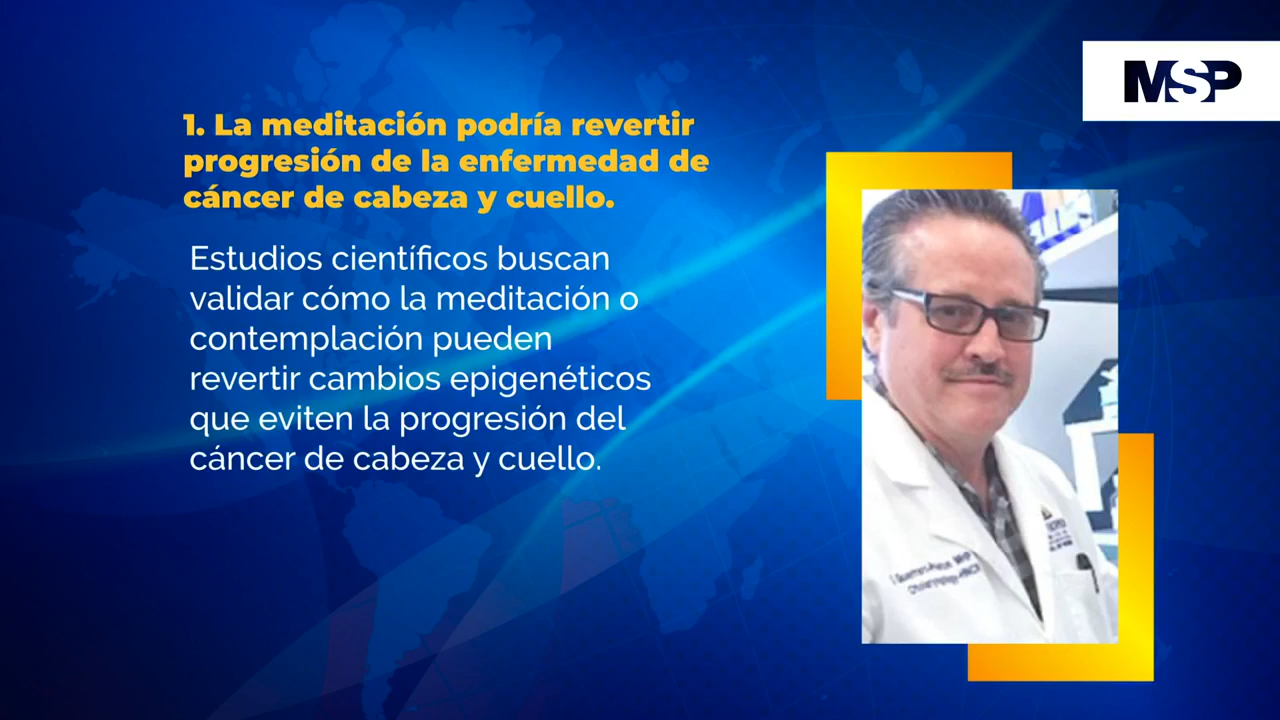 MSP
1. La meditación podría revertir
progresión de la enfermedad de
cáncer de cabeza y cuello.
Estudios científicos buscan
validar cómo la meditación o
contemplación pueden
revertir cambios epigenéticos
que eviten la progresión del
cáncer de cabeza y cuello.